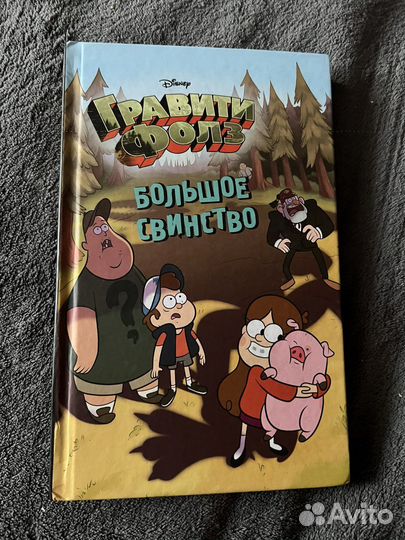 Disney
ГРАВИТИ
ФОЛЗ
БОЛЬШОЕ
СВИНСТВО
?
Avito